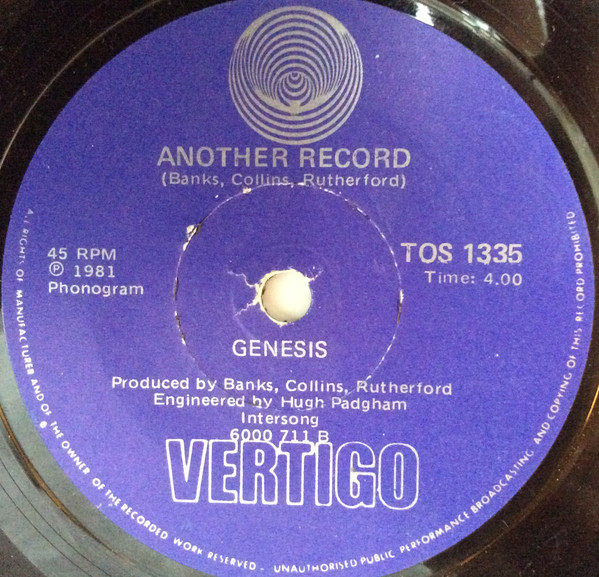 ANOTHER RECORD
(Banks, Collins, Rutherford)
45 RPM
Ⓟ 1981
Phonogram
TOS 1335
Time: 4.00
GENESIS
Produced by Banks, Collins, Rutherford
Engineered by Hugh Padgham
Intersong
6000 711 B
VERTIGO
ALL RIGHTS OF MANUFACTURER AND OF THE OWNER OF THE RECORDED WORK RESERVED - UNAUTHORISED PUBLIC PERFORMANCE BROADCASTING AND COPYING OF THIS RECORD PROHIBITED